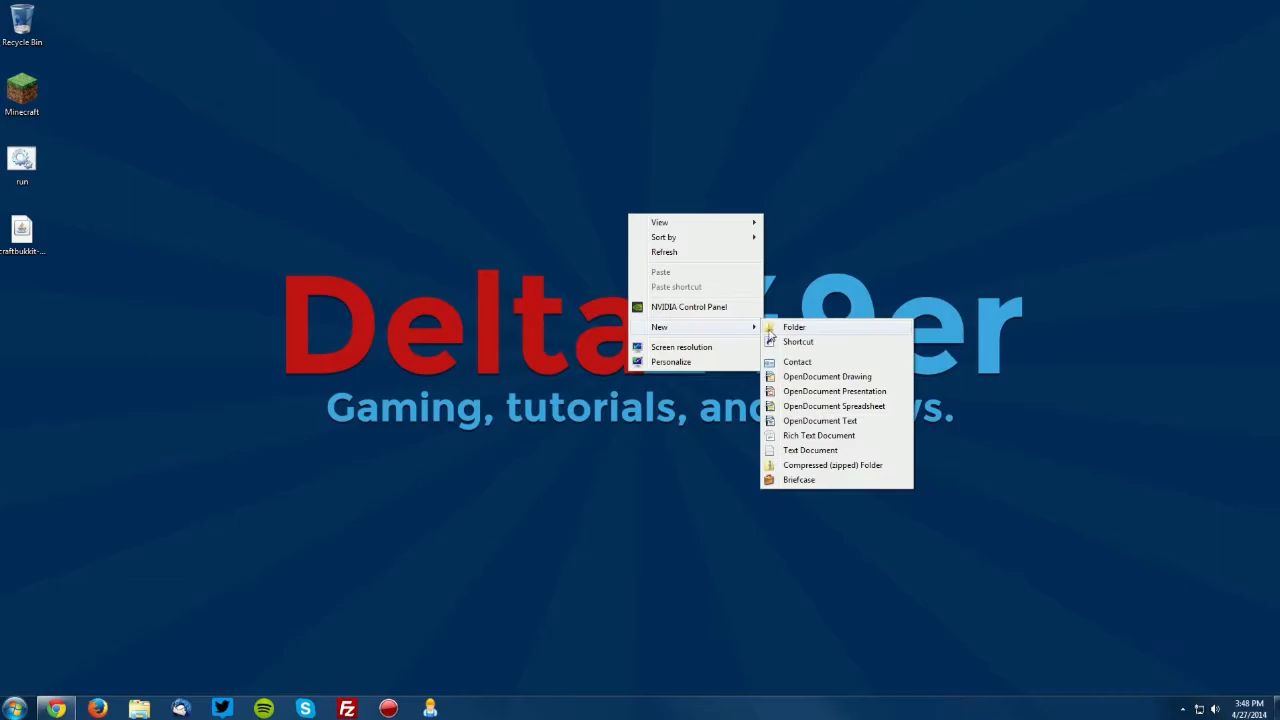 Recycle Bin
Minecraft
run
craftbukkit-...
View
Sort by
Refresh
Paste
Paste shortcut
NVIDIA Control Panel
New
Screen resolution
Personalize
Folder
Shortcut
Contact
OpenDocument Drawing
OpenDocument Presentation
OpenDocument Spreadsheet
OpenDocument Text
Rich Text Document
Text Document
Compressed (zipped) Folder
Briefcase
Delta 9er
Gaming, tutorials, and s.
3:48 PM
4/27/2014